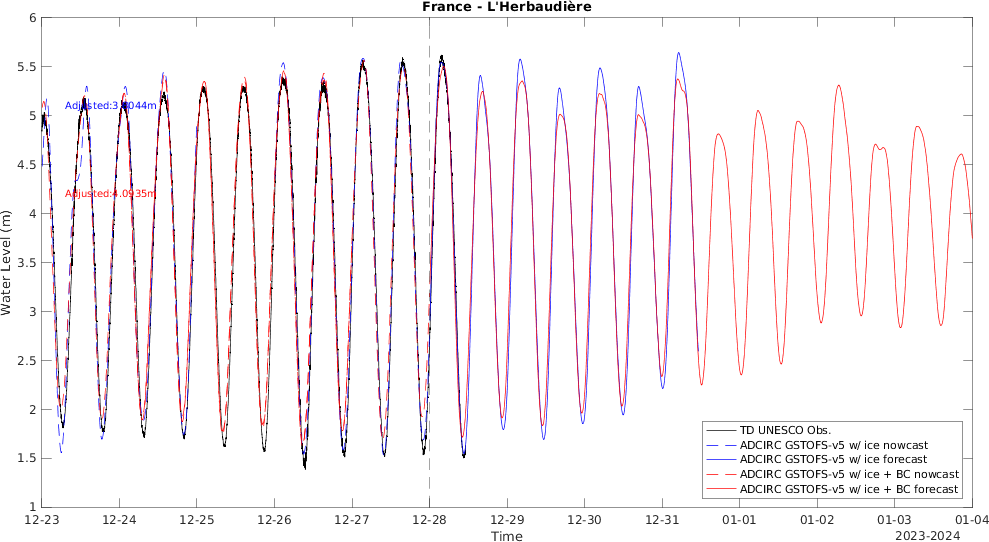 France - L'Herbaudière
6
5.5
5
4.5
4
3.5
3
2.5
2
1.5
1
Water Level (m)
Adjusted:4.0935m
12-23
12-24
12-25
12-26
12-27
12-28
12-29
12-30
12-31
01-01
01-02
01-03
01-04
Time
2023-2024
TD UNESCO Obs.
ADCIRC GSTOFS-v5 w/ ice nowcast
ADCIRC GSTOFS-v5 w/ ice forecast
ADCIRC GSTOFS-v5 w/ ice + BC nowcast
ADCIRC GSTOFS-v5 w/ ice + BC forecast